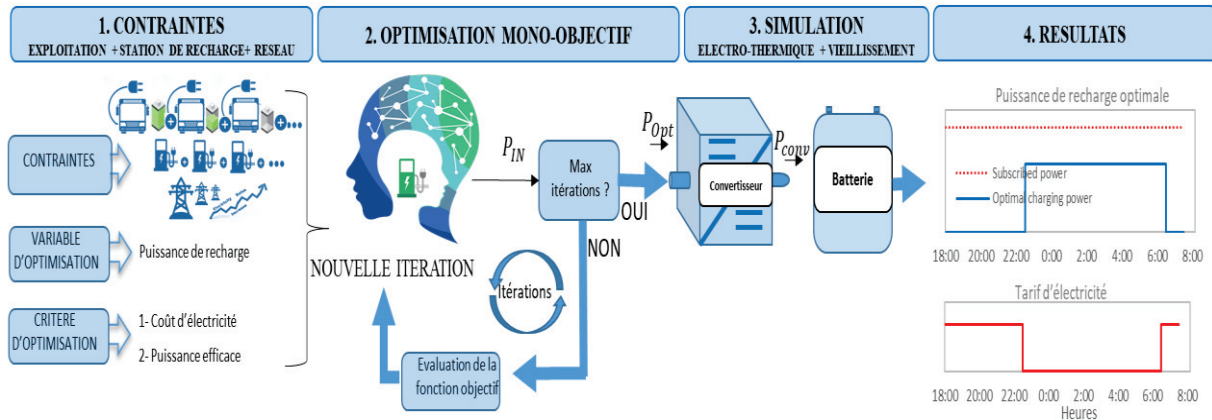 1. CONTRAINTES
EXPLOITATION + STATION DE RECHARGE+ RESEAU
2. OPTIMISATION MONO-OBJECTIF
3. SIMULATION
ELECTRO-THERMIQUE + VIEILLISSEMENT
4. RESULTATS
CONTRAINTES
VARIABLE
D'OPTIMISATION
Puissance de recharge
CRITERE
D'OPTIMISATION
1- Coût d'électricité
2- Puissance efficace
P_IN
Max
itérations ?
OUI
NON
NOUVELLE ITERATION
Itérations
Evaluation de la
fonction objectif
P_Opt
Convertisseur
P_conv
Batterie
Puissance de recharge optimale
Subscribed power
Optimal charging power
18:00 20:00 22:00 0:00 2:00 4:00 6:00 8:00
Tarif d'électricité
18:00 20:00 22:00 0:00 2:00 4:00 6:00 8:00
Heures